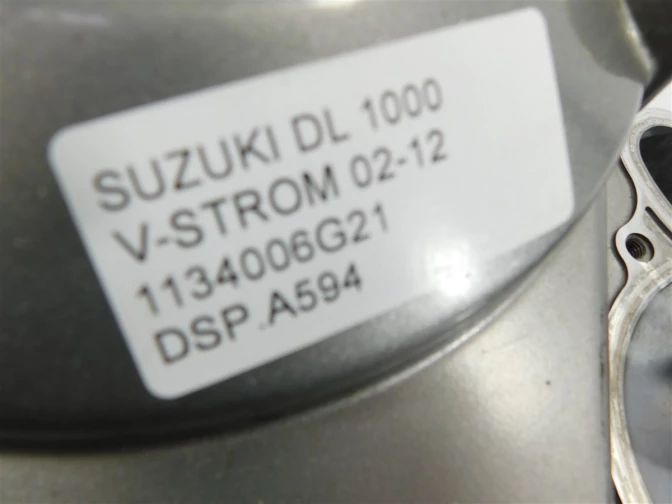 SUZUKI DL 1000
V-STROM 02-12
1134006G21
DSP.A594